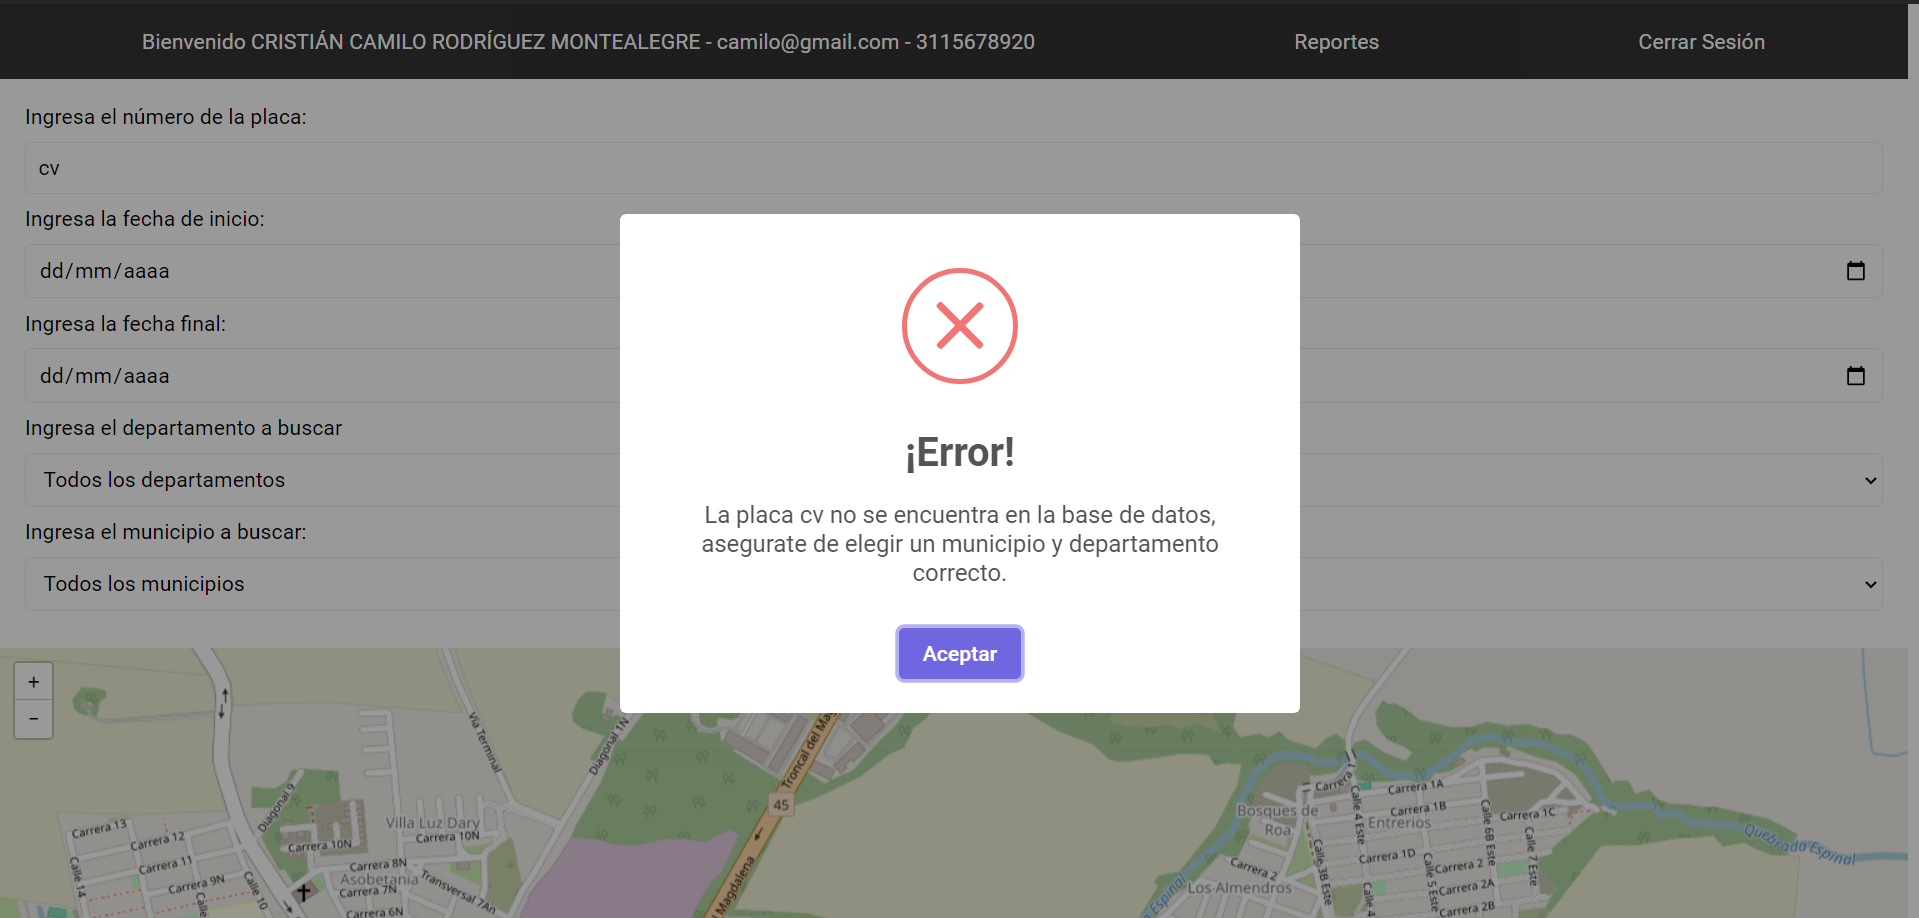 Bienvenido CRISTIÁN CAMILO RODRÍGUEZ MONTEALEGRE - camilo@gmail.com - 3115678920
Reportes
Cerrar Sesión
Ingresa el número de la placa:
cv
Ingresa la fecha de inicio:
dd/mm/aaaa
Ingresa la fecha final:
dd/mm/aaaa
Ingresa el departamento a buscar
Todos los departamentos
Ingresa el municipio a buscar:
Todos los municipios
¡Error!
La placa cv no se encuentra en la base de datos,
asegurate de elegir un municipio y departamento
correcto.
Aceptar
+
−
Vía Terminal
Diagonal 1N
Troncal del Mag
45
Magdalena
Diagonal 9
Villa Luz Dary
Carrera 10N
Carrera 10N
Carrera 13
Carrera 12
Carrera 11
Carrera 9N
Calle 14
Calle 10
Carrera 8N
Asobetania
Carrera 7N
Carrera 6N
Transversal 7An
Calle
Bosques de
Roa
Carrera 1
Carrera 1A
Carrera 1B
Entrerios
Carrera 1C
Calle 4 Este
Calle 6B Este
Calle 7 Este
Carrera 1D
Carrera 2
Carrera 2
Carrera 2A
Carrera 2B
Calle 3B Este
Calle 5 Este
Calle 4
Los Almendros
Espinal
Quebrada Espinal